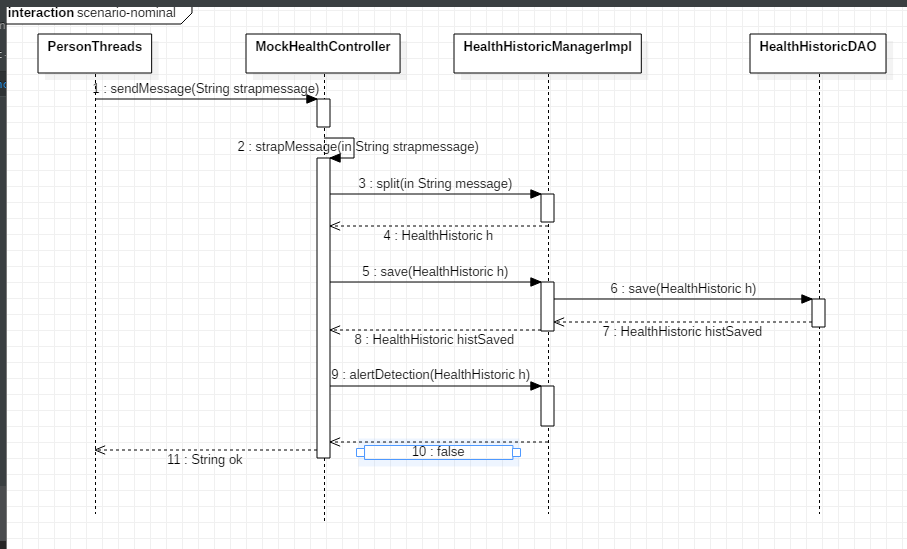 interaction scenario-nominal
PersonThreads
MockHealthController
HealthHistoricManagerImpl
HealthHistoricDAO
1 : sendMessage(String strapmessage)
2 : strapMessage(in String strapmessage)
3 : split(in String message)
4 : HealthHistoric h
5 : save(HealthHistoric h)
6 : save(HealthHistoric h)
7 : HealthHistoric histSaved
8 : HealthHistoric histSaved
9 : alertDetection(HealthHistoric h)
10 : false
11 : String ok